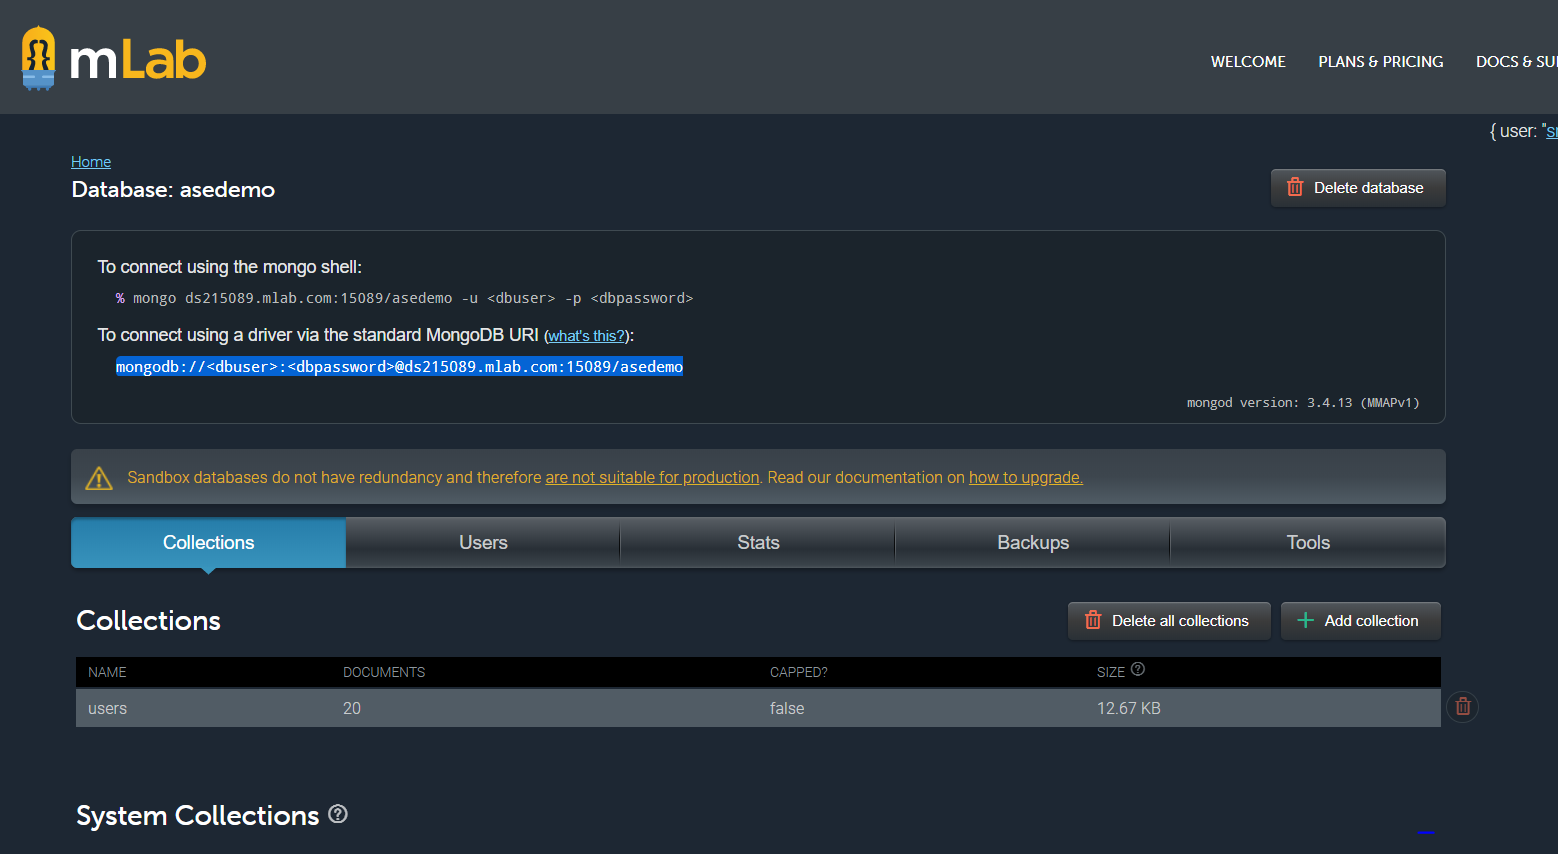 mLab
WELCOME PLANS & PRICING DOCS & SU
{ user: "s
Home
Database: asedemo
Delete database
To connect using the mongo shell:
% mongo ds215089.mlab.com:15089/asedemo -u <dbuser> -p <dbpassword>
To connect using a driver via the standard MongoDB URI (what's this?):
mongodb://<dbuser>:<dbpassword>@ds215089.mlab.com:15089/asedemo
mongod version: 3.4.13 (MMAPv1)
Sandbox databases do not have redundancy and therefore are not suitable for production. Read our documentation on how to upgrade.
Collections Users Stats Backups Tools
Collections
Delete all collections Add collection
NAME DOCUMENTS CAPPED? SIZE ?
users 20 false 12.67 KB
System Collections ?